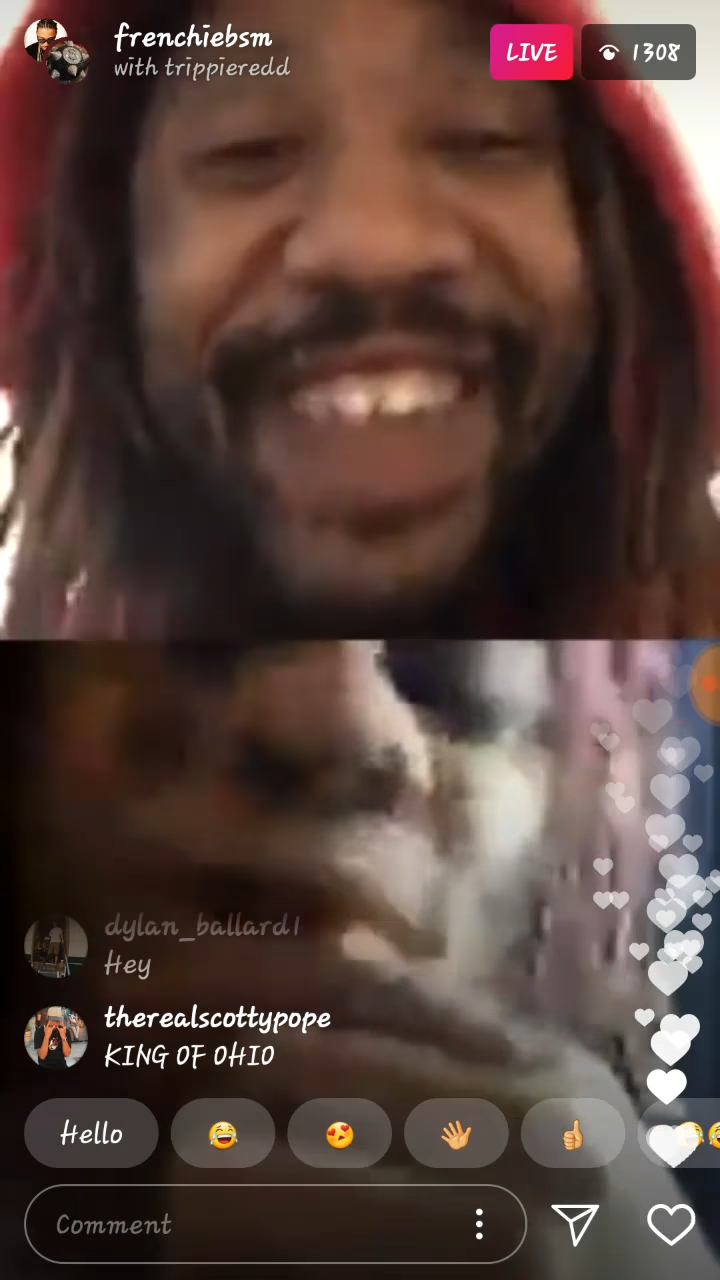 frenchiebsm
with trippieredd
LIVE
1308
dylan_ballard1
Hey
therealscottypope
KING OF OHIO
Hello
Comment